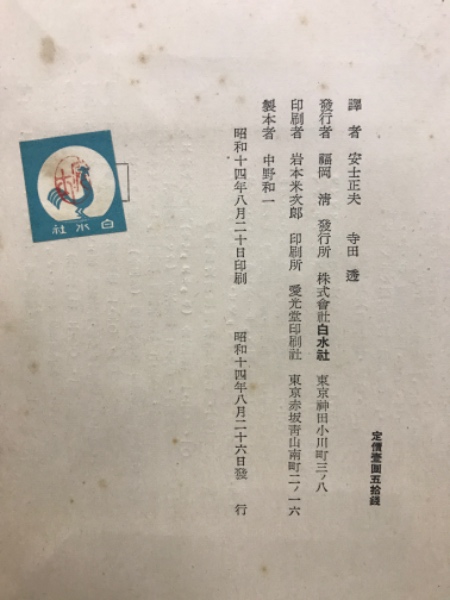 定價壹圓五拾錢
譯者 安士正夫 寺田透
發行者 福岡淸 發行所 株式會社白水社 東京神田小川町三ノ八
印刷者 岩本米次郞 印刷所 愛光堂印刷社 東京赤坂靑山南町二ノ一六
製本者 中野和一
昭和十四年八月二十日印刷 昭和十四年八月二十六日發行
白水社